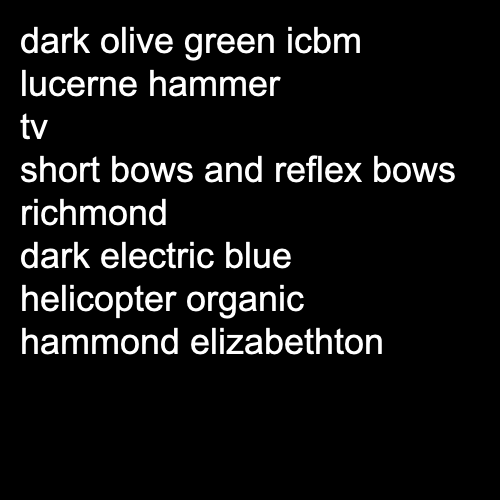 dark olive green icbm
lucerne hammer
tv
short bows and reflex bows
richmond
dark electric blue
helicopter organic
hammond elizabethton